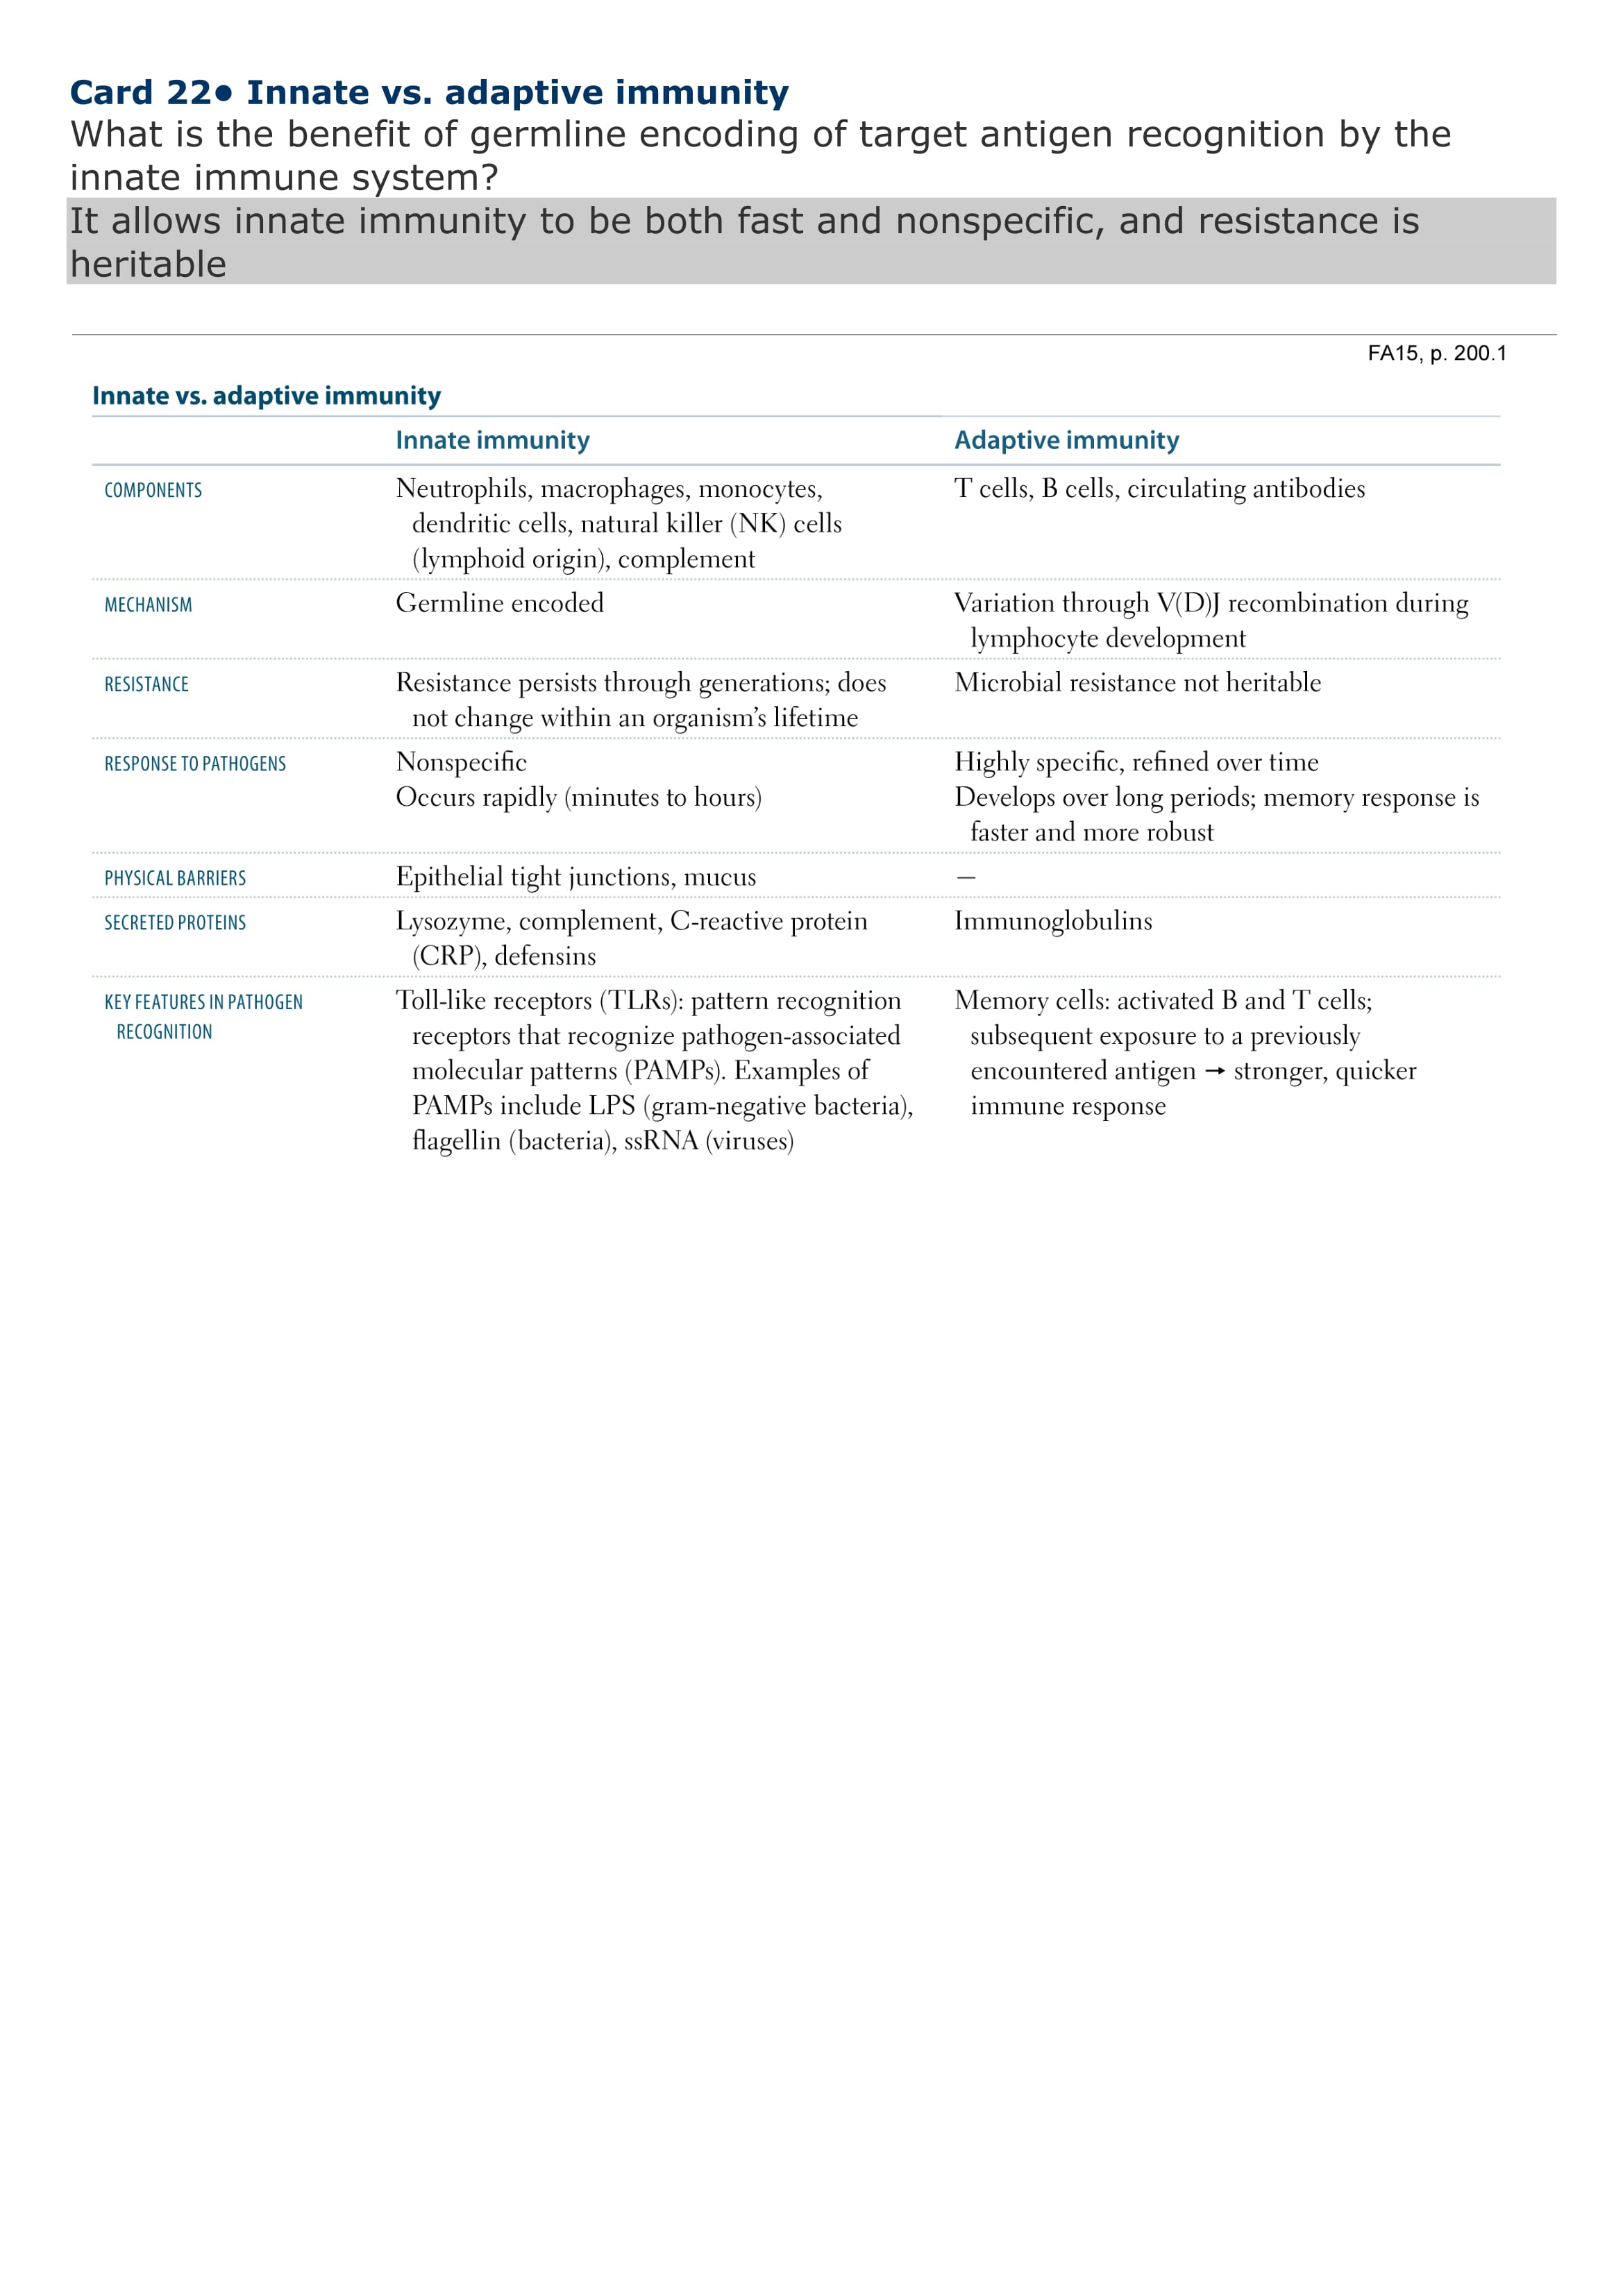 Card 22● Innate vs. adaptive immunity
What is the benefit of germline encoding of target antigen recognition by the
innate immune system?
It allows innate immunity to be both fast and nonspecific, and resistance is
heritable
FA15, p. 200.1
Innate vs. adaptive immunity
Innate immunity Adaptive immunity
COMPONENTS Neutrophils, macrophages, monocytes, T cells, B cells, circulating antibodies
dendritic cells, natural killer (NK) cells
(lymphoid origin), complement
MECHANISM Germline encoded Variation through V(D)J recombination during
lymphocyte development
RESISTANCE Resistance persists through generations; does Microbial resistance not heritable
not change within an organism’s lifetime
RESPONSE TO PATHOGENS Nonspecific Highly specific, refined over time
Occurs rapidly (minutes to hours) Develops over long periods; memory response is
faster and more robust
PHYSICAL BARRIERS Epithelial tight junctions, mucus —
SECRETED PROTEINS Lysozyme, complement, C-reactive protein Immunoglobulins
(CRP), defensins
KEY FEATURES IN PATHOGEN Toll-like receptors (TLRs): pattern recognition Memory cells: activated B and T cells;
RECOGNITION receptors that recognize pathogen-associated subsequent exposure to a previously
molecular patterns (PAMPs). Examples of encountered antigen → stronger, quicker
PAMPs include LPS (gram-negative bacteria), immune response
flagellin (bacteria), ssRNA (viruses)